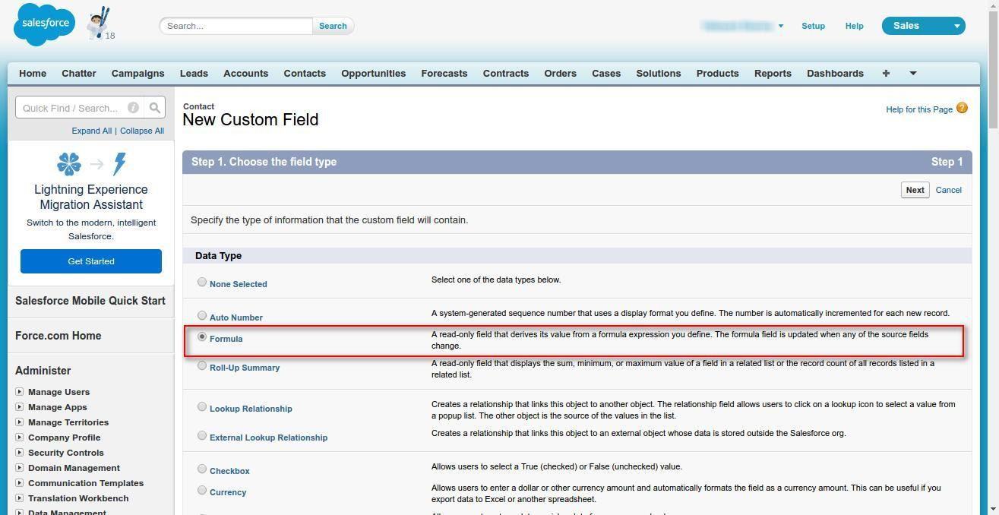 salesforce
18
Search...
Search
Setup
Help
Sales
Home Chatter Campaigns Leads Accounts Contacts Opportunities Forecasts Contracts Orders Cases Solutions Products Reports Dashboards +
Quick Find / Search...
Expand All | Collapse All
Lightning Experience
Migration Assistant
Switch to the modern, intelligent
Salesforce.
Get Started
Salesforce Mobile Quick Start
Force.com Home
Administer
Manage Users
Manage Apps
Manage Territories
Company Profile
Security Controls
Domain Management
Communication Templates
Translation Workbench
Data Management
Contact
New Custom Field
Help for this Page ?
Step 1. Choose the field type Step 1
Next Cancel
Specify the type of information that the custom field will contain.
Data Type
None Selected Select one of the data types below.
Auto Number A system-generated sequence number that uses a display format you define. The number is automatically incremented for each new record.
Formula A read-only field that derives its value from a formula expression you define. The formula field is updated when any of the source fields
change.
Roll-Up Summary A read-only field that displays the sum, minimum, or maximum value of a field in a related list or the record count of all records listed in a
related list.
Lookup Relationship Creates a relationship that links this object to another object. The relationship field allows users to click on a lookup icon to select a value from
a popup list. The other object is the source of the values in the list.
External Lookup Relationship Creates a relationship that links this object to an external object whose data is stored outside the Salesforce org.
Checkbox Allows users to select a True (checked) or False (unchecked) value.
Currency Allows users to enter a dollar or other currency amount and automatically formats the field as a currency amount. This can be useful if you
export data to Excel or another spreadsheet.